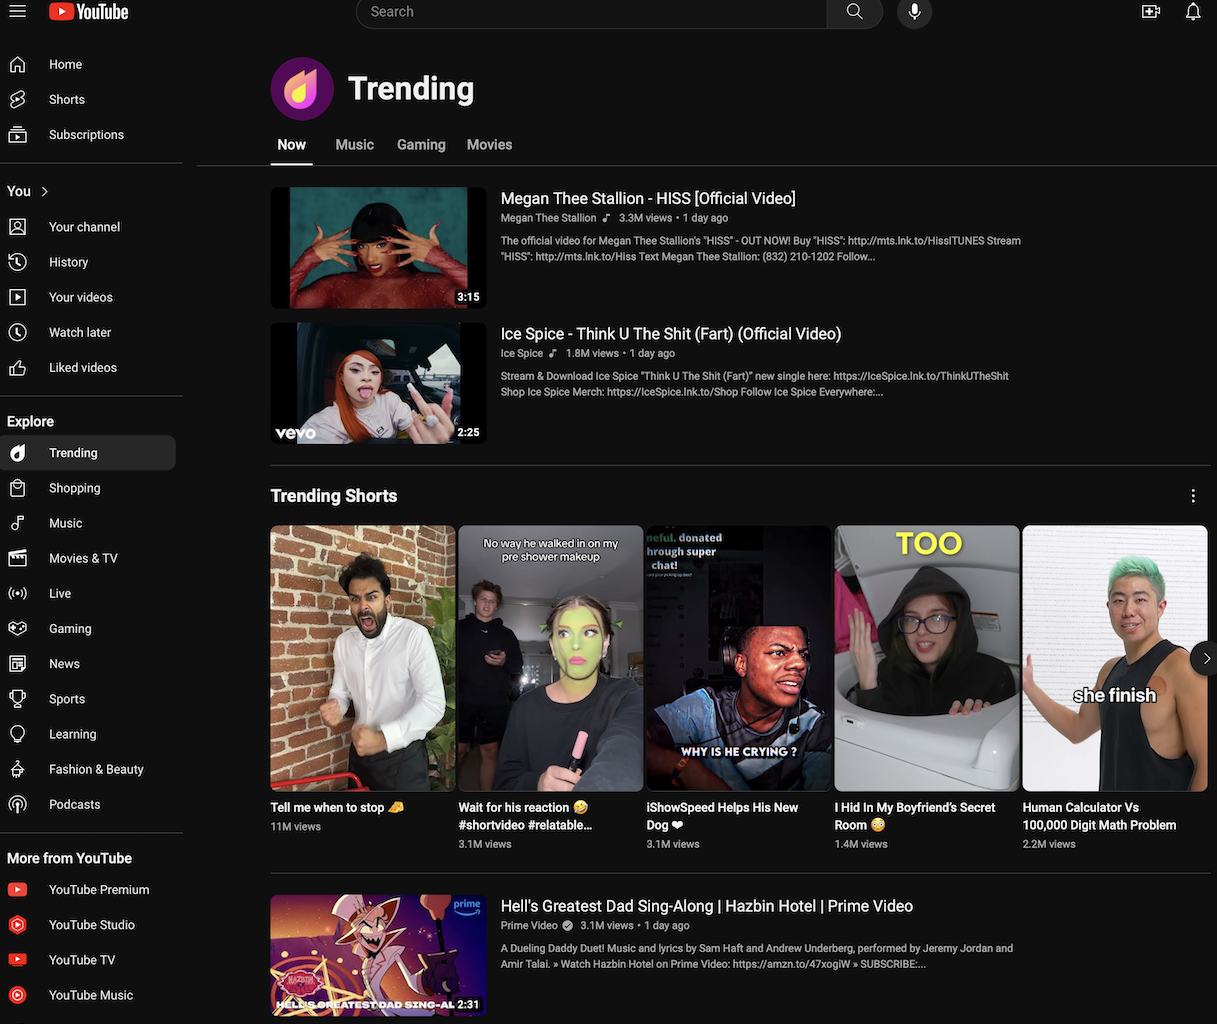 YouTube
Search
Home
Shorts
Subscriptions
You
Your channel
History
Your videos
Watch later
Liked videos
Explore
Trending
Shopping
Music
Movies & TV
Live
Gaming
News
Sports
Learning
Fashion & Beauty
Podcasts
More from YouTube
YouTube Premium
YouTube Studio
YouTube TV
YouTube Music
Trending
Now Music Gaming Movies
3:15
Megan Thee Stallion - HISS [Official Video]
Megan Thee Stallion 3.3M views • 1 day ago
The official video for Megan Thee Stallion's "HISS" - OUT NOW! Buy "HISS": http://mts.lnk.to/HissITUNES Stream
"HISS": http://mts.lnk.to/Hiss Text Megan Thee Stallion: (832) 210-1202 Follow...
vevo
2:25
Ice Spice - Think U The Shit (Fart) (Official Video)
Ice Spice 1.8M views • 1 day ago
Stream & Download Ice Spice "Think U The Shit (Fart)” new single here: https://IceSpice.lnk.to/ThinkUTheShit
Shop Ice Spice Merch: https://IceSpice.lnk.to/Shop Follow Ice Spice Everywhere:...
Trending Shorts
Tell me when to stop 🧀
11M views
No way he walked in on my
pre shower makeup
Wait for his reaction 🤣
#shortvideo #relatable...
3.1M views
neful. donated
hrough super
chat!
WHY IS HE CRYING ?
iShowSpeed Helps His New
Dog ❤
3.1M views
TOO
I Hid In My Boyfriend’s Secret
Room 😳
1.4M views
she finish
Human Calculator Vs
100,000 Digit Math Problem
2.2M views
prime
HAZBIN
HELL'S GREATEST DAD SING-AL
2:31
Hell's Greatest Dad Sing-Along | Hazbin Hotel | Prime Video
Prime Video 3.1M views • 1 day ago
A Dueling Daddy Duet! Music and lyrics by Sam Haft and Andrew Underberg, performed by Jeremy Jordan and
Amir Talai. » Watch Hazbin Hotel on Prime Video: https://amzn.to/47xogiW » SUBSCRIBE:...